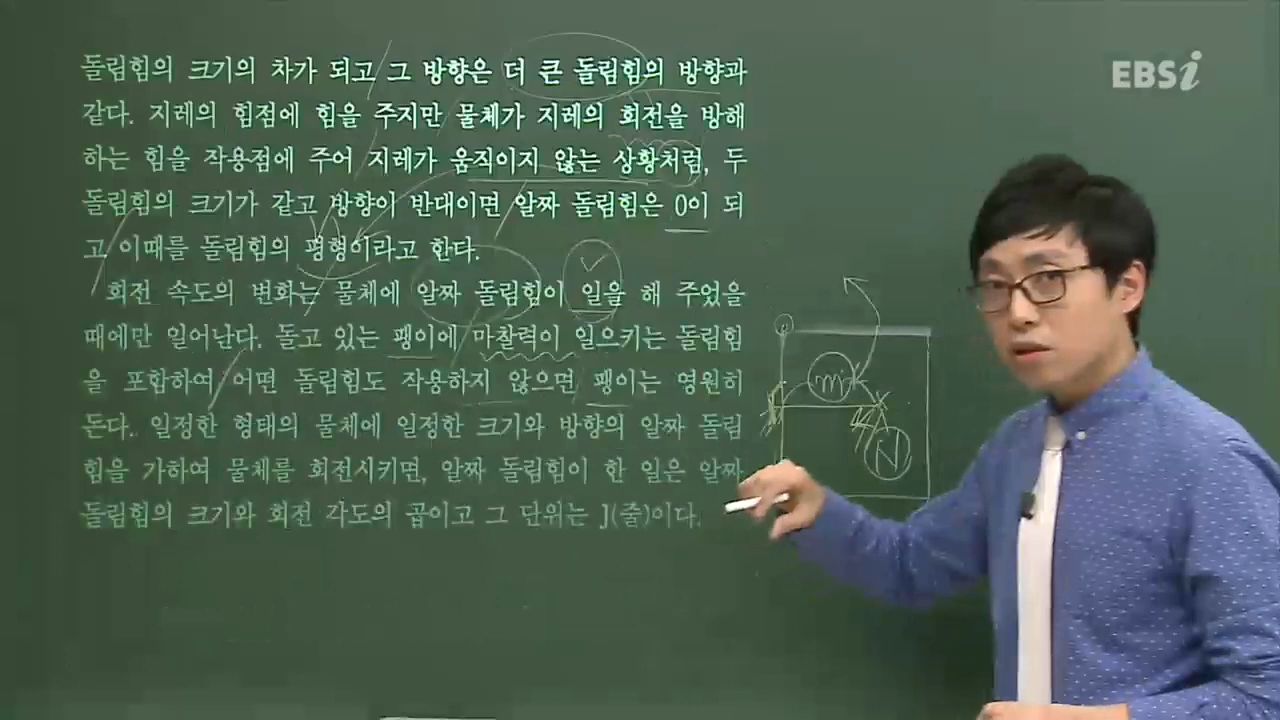 돌림힘의 크기의 차가 되고 그 방향은 더 큰 돌림힘의 방향과
같다. 지레의 힘점에 힘을 주지만 물체가 지레의 회전을 방해
하는 힘을 작용점에 주어 지레가 움직이지 않는 상황처럼, 두
돌림힘의 크기가 같고 방향이 반대이면 알짜 돌림힘은 0이 되
고 이때를 돌림힘의 평형이라고 한다.
회전 속도의 변화는 물체에 알짜 돌림힘이 일을 해 주었을
때에만 일어난다. 돌고 있는 팽이에 마찰력이 일으키는 돌림힘
을 포함하여 어떤 돌림힘도 작용하지 않으면 팽이는 영원히
돈다. 일정한 형태의 물체에 일정한 크기와 방향의 알짜 돌림
힘을 가하여 물체를 회전시키면, 알짜 돌림힘이 한 일은 알짜
돌림힘의 크기와 회전 각도의 곱이고 그 단위는 J(줄)이다.
EBSi
m
N